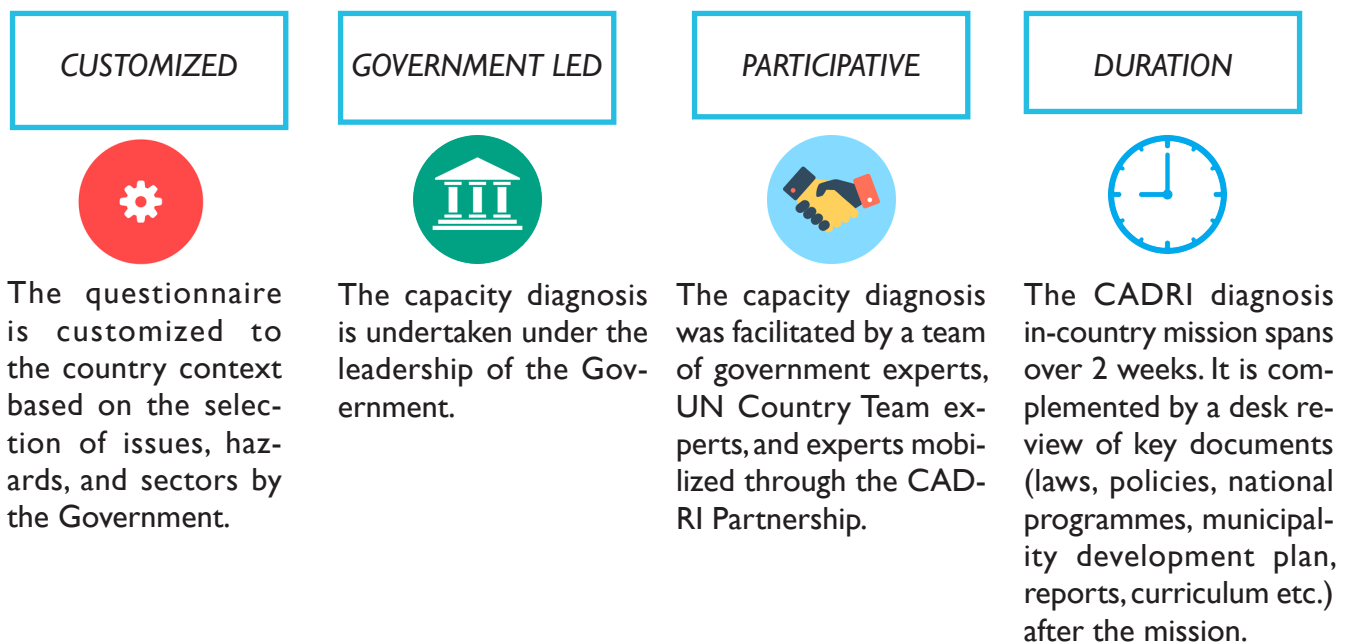 CUSTOMIZED
The questionnaire
is customized to
the country context
based on the selec-
tion of issues, haz-
ards, and sectors by
the Government.
GOVERNMENT LED
The capacity diagnosis
is undertaken under the
leadership of the Gov-
ernment.
PARTICIPATIVE
The capacity diagnosis
was facilitated by a team
of government experts,
UN Country Team ex-
perts, and experts mobi-
lized through the CAD-
RI Partnership.
DURATION
The CADRI diagnosis
in-country mission spans
over 2 weeks. It is com-
plemented by a desk re-
view of key documents
(laws, policies, national
programmes, municipal-
ity development plan,
reports, curriculum etc.)
after the mission.